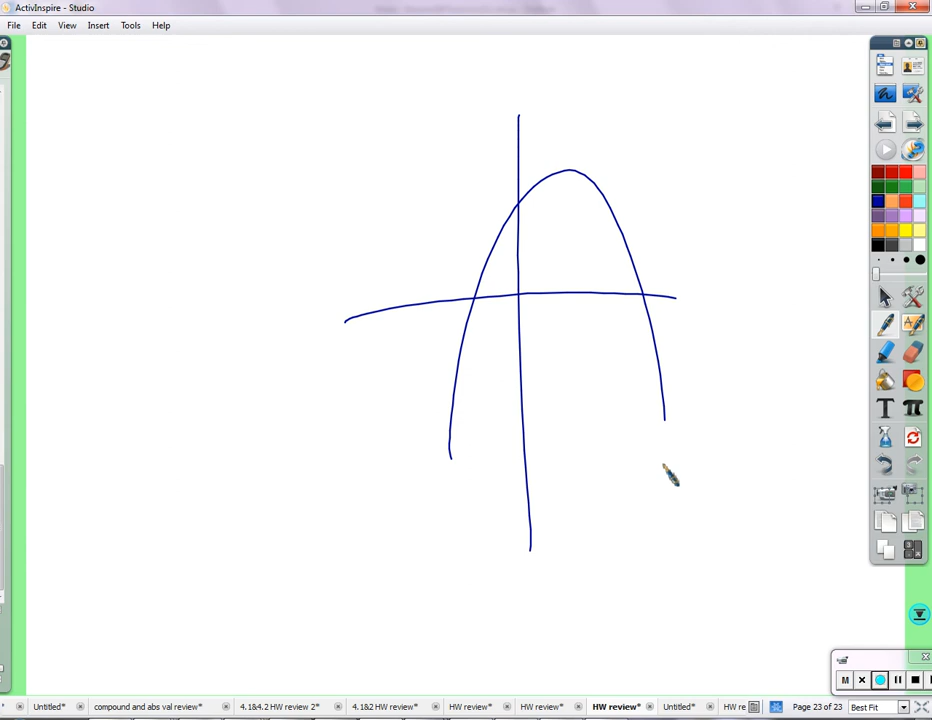 ActivInspire - Studio
File Edit View Insert Tools Help
T π
M
Untitled* compound and abs val review* 4.1&4.2 HW review 2* 4.1&2 HW review* HW review* HW review* HW review* Untitled* HW re Page 23 of 23 Best Fit